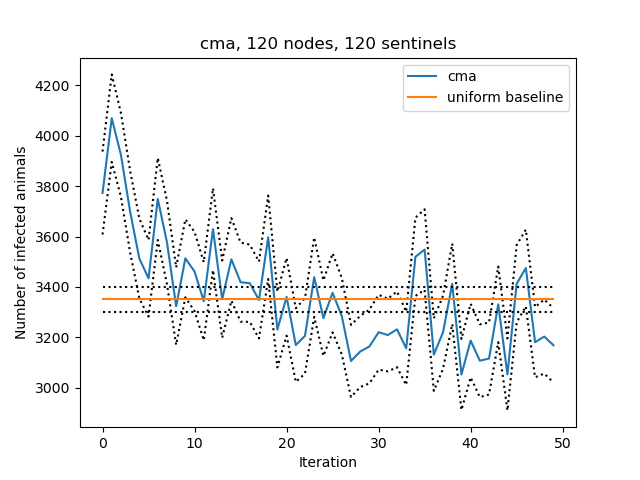 cma, 120 nodes, 120 sentinels
cma
uniform baseline
Number of infected animals
4200
4000
3800
3600
3400
3200
3000
0 10 20 30 40 50
Iteration